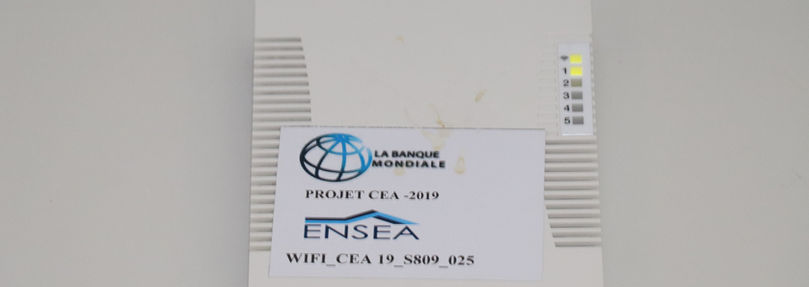 1
2
3
4
5
LA BANQUE
MONDIALE
PROJET CEA -2019
ENSEA
WIFI_CEA 19_S809_025